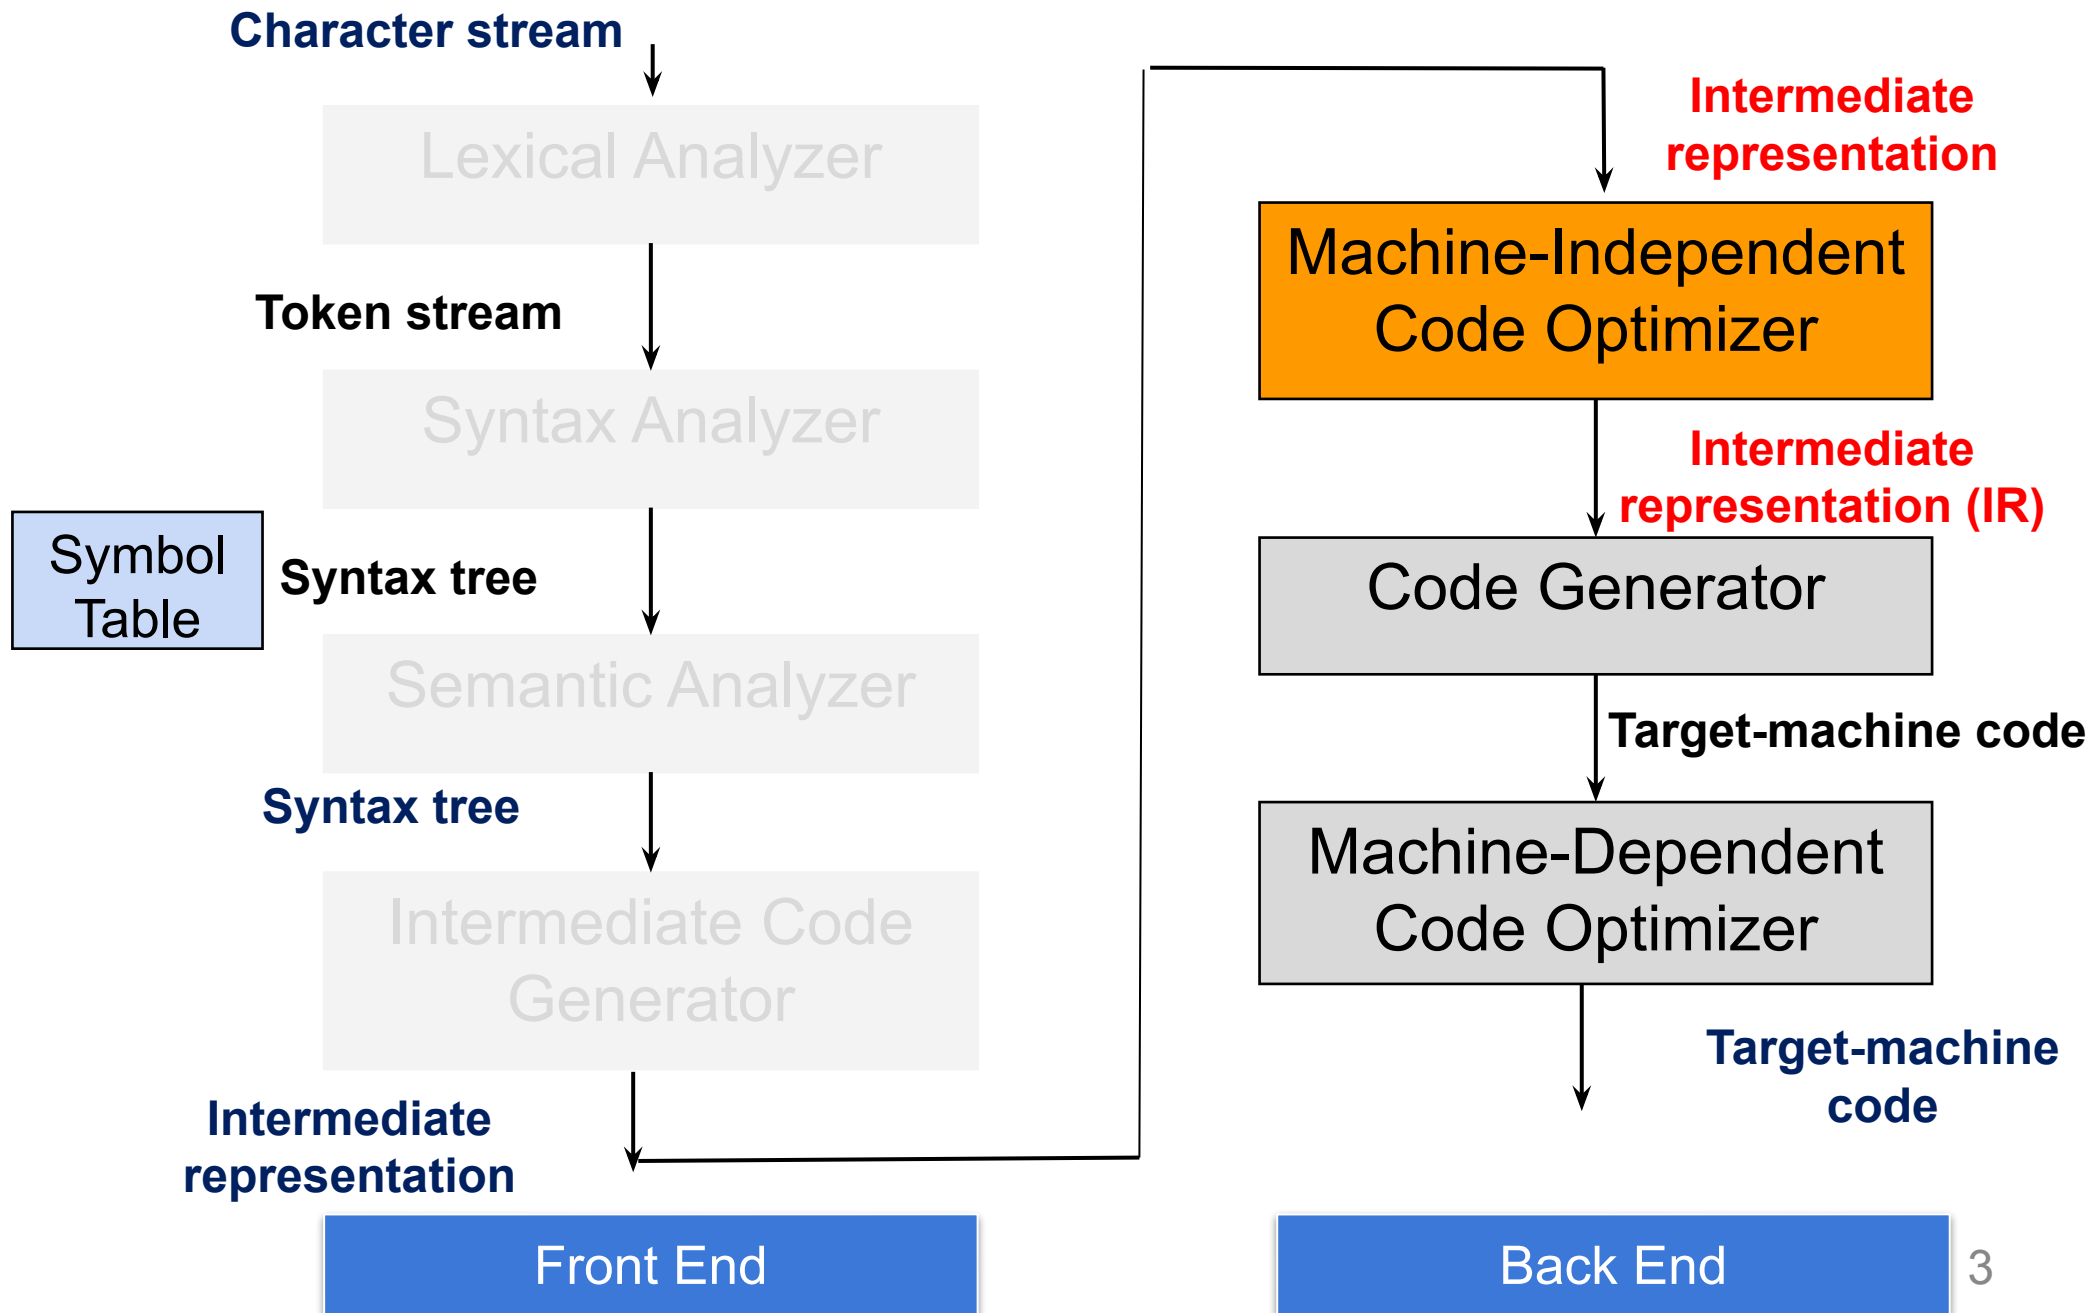 Character stream
Lexical Analyzer
Token stream
Syntax Analyzer
Symbol
Table
Syntax tree
Semantic Analyzer
Syntax tree
Intermediate Code
Generator
Intermediate
representation
Front End
Intermediate
representation
Machine-Independent
Code Optimizer
Intermediate
representation (IR)
Code Generator
Target-machine code
Machine-Dependent
Code Optimizer
Target-machine
code
Back End
3